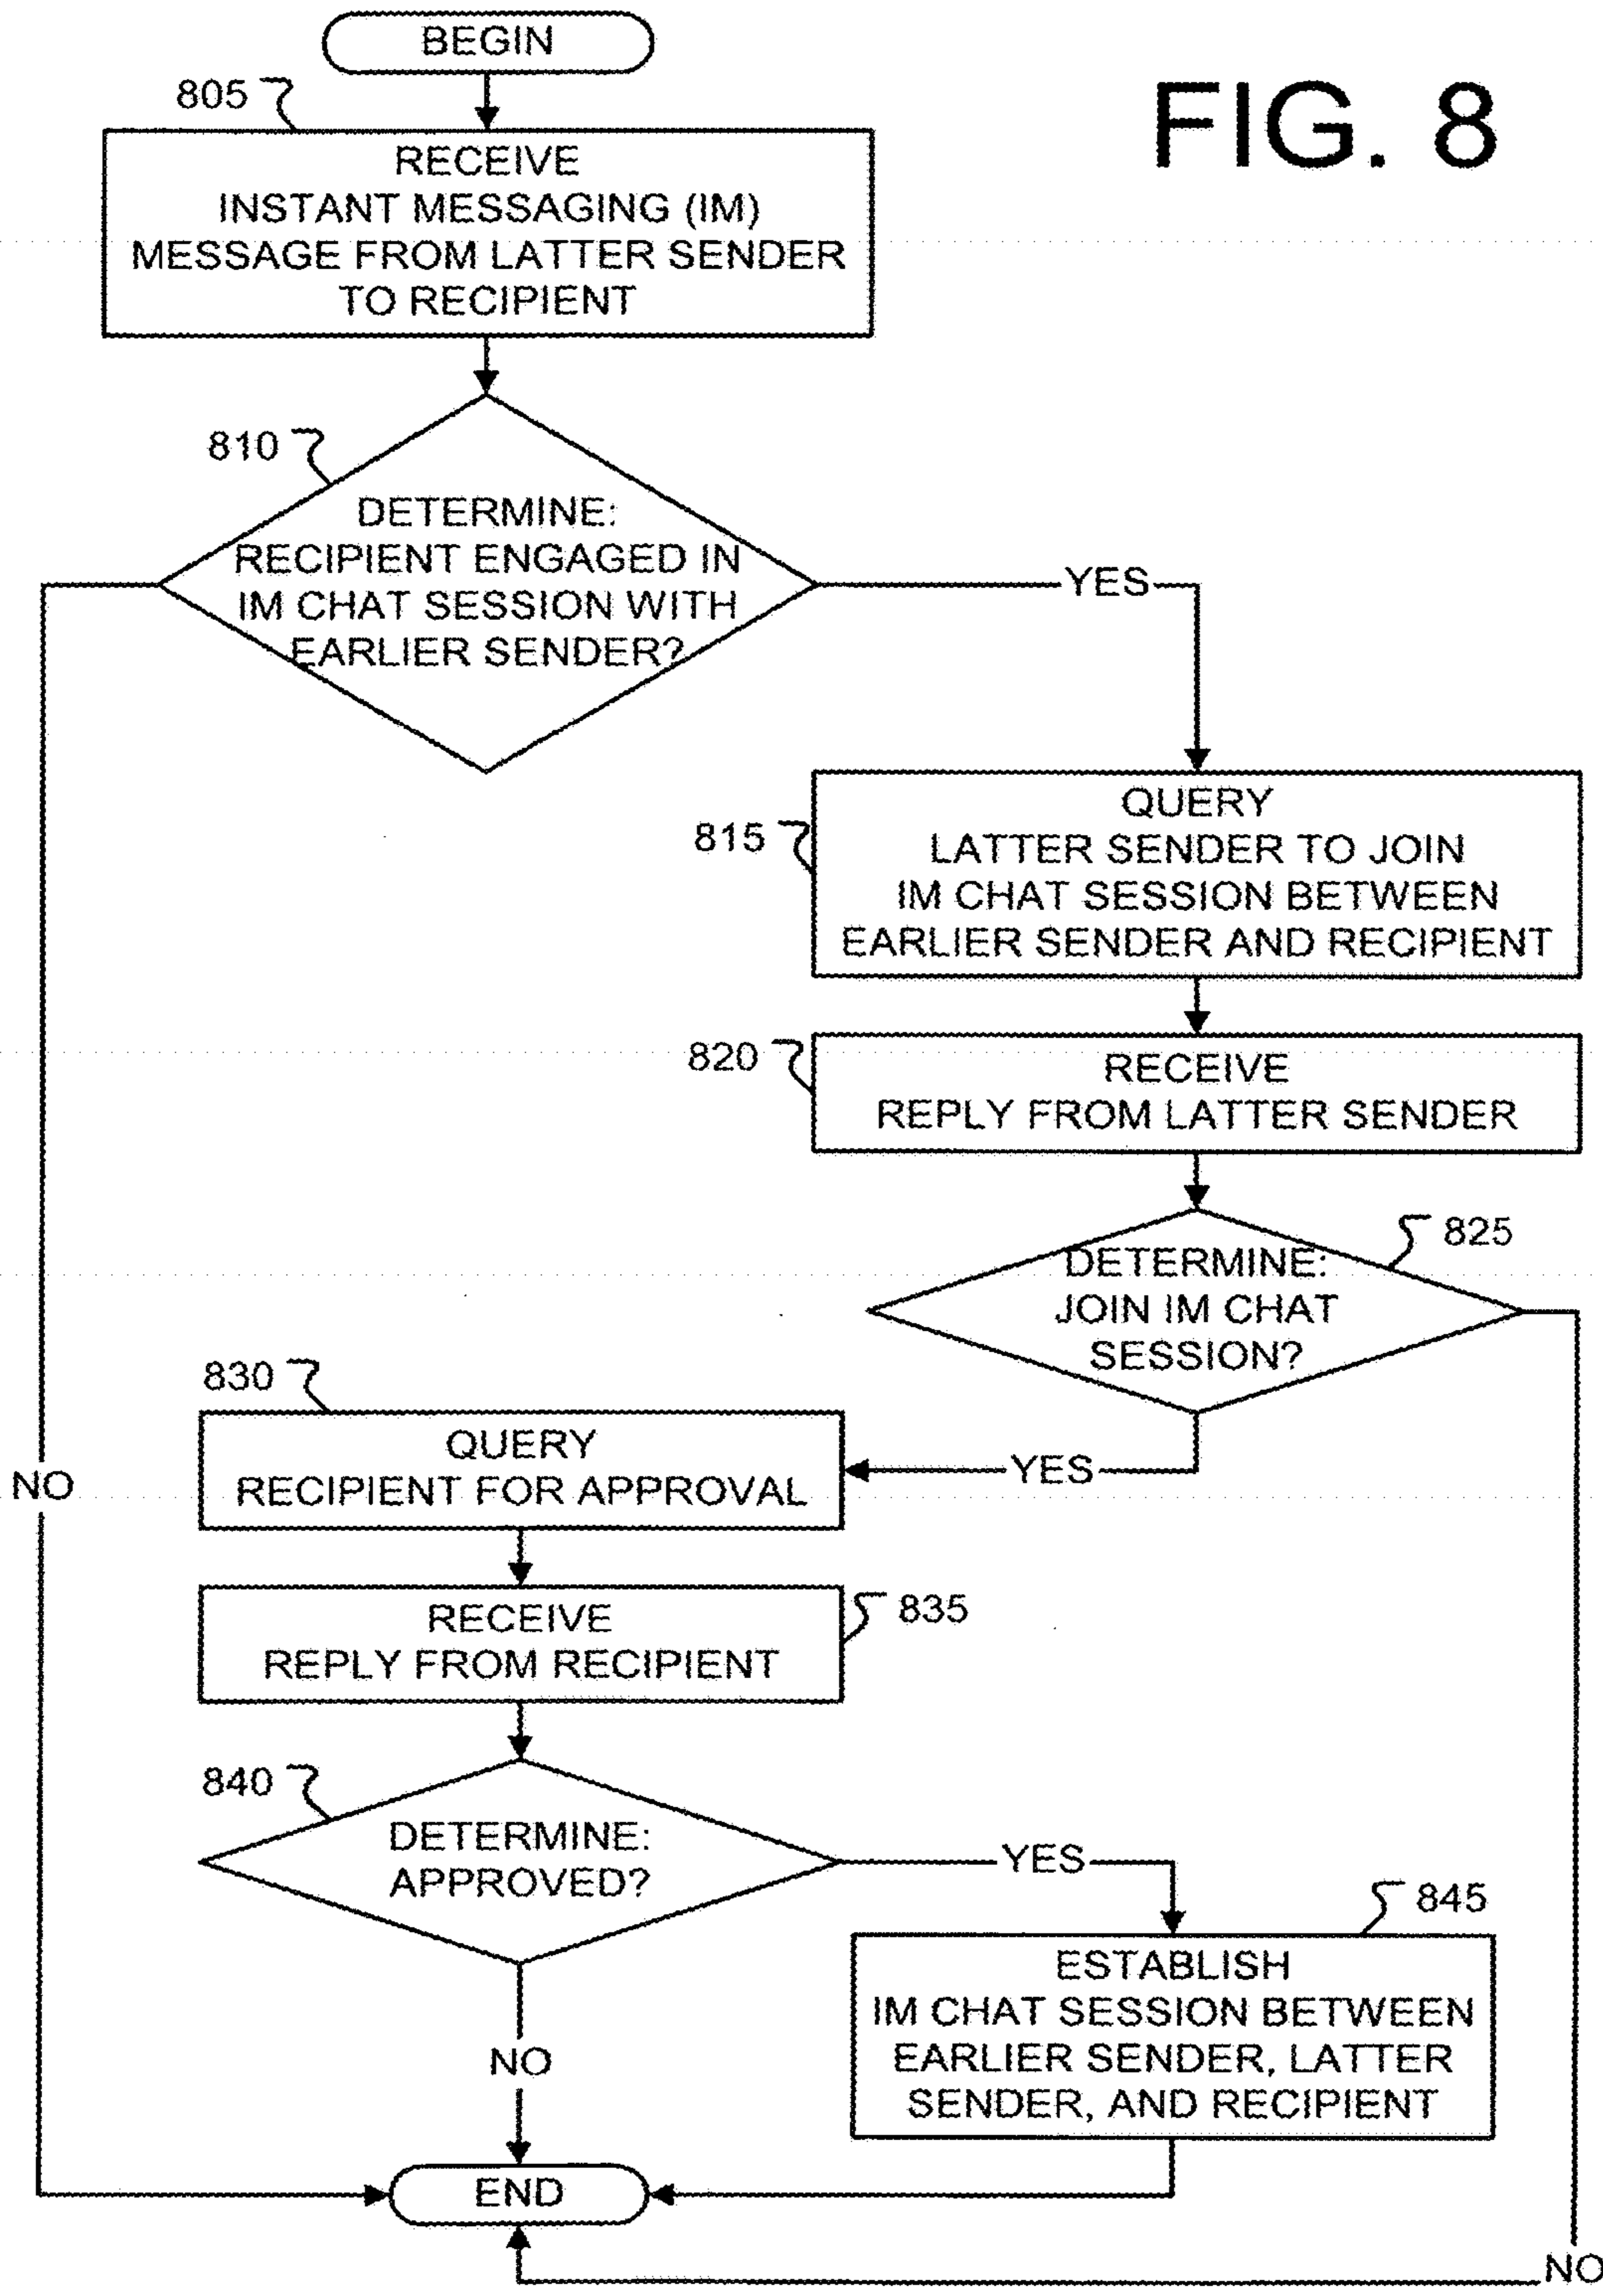 BEGIN
FIG. 8
805
RECEIVE
INSTANT MESSAGING (IM)
MESSAGE FROM LATTER SENDER
TO RECIPIENT
810
DETERMINE:
RECIPIENT ENGAGED IN
IM CHAT SESSION WITH
EARLIER SENDER?
YES
815
QUERY
LATTER SENDER TO JOIN
IM CHAT SESSION BETWEEN
EARLIER SENDER AND RECIPIENT
820
RECEIVE
REPLY FROM LATTER SENDER
825
DETERMINE:
JOIN IM CHAT
SESSION?
YES
830
QUERY
RECIPIENT FOR APPROVAL
NO
835
RECEIVE
REPLY FROM RECIPIENT
840
DETERMINE:
APPROVED?
YES
845
ESTABLISH
IM CHAT SESSION BETWEEN
EARLIER SENDER, LATTER
SENDER, AND RECIPIENT
NO
END
NO